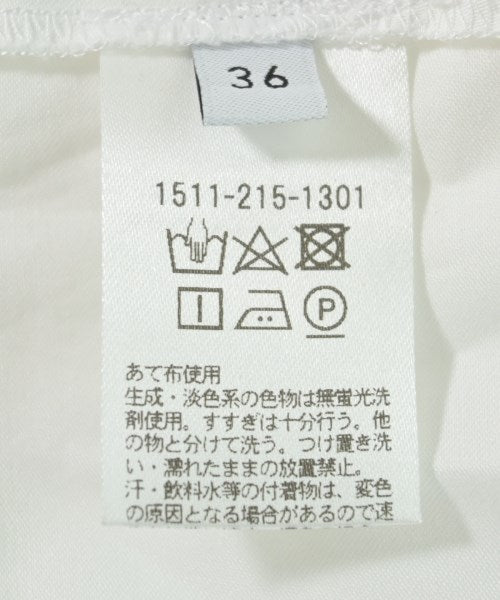 36
1511-215-1301
P
あて布使用
生成・淡色系の色物は無蛍光洗
剤使用。すすぎは十分行う。他
の物と分けて洗う。つけ置き洗
い・濡れたままの放置禁止。
汗・飲料水等の付着物は、変色
の原因となる場合があるので速